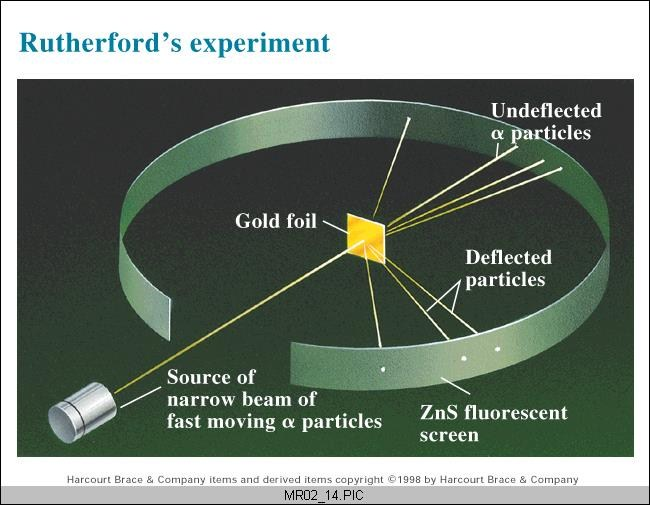 Rutherford's experiment
Undeflected
α particles
Gold foil
Deflected
particles
Source of
narrow beam of
fast moving α particles
ZnS fluorescent
screen
Harcourt Brace & Company items and derived items copyright ©1998 by Harcourt Brace & Company
MR02_14.PIC